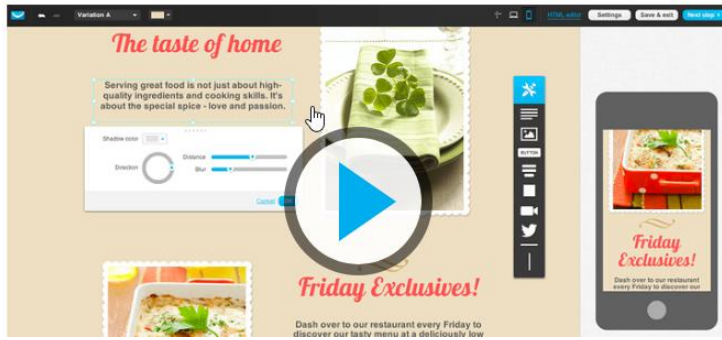 Variation A
HTML editor
Settings
Save & exit
Next step
The taste of home
Serving great food is not just about high-
quality ingredients and cooking skills. It's
about the special spice - love and passion.
Shadow color
Direction
Distance
Blur
Cancel
BUTTON
Friday Exclusives!
Dash over to our restaurant every Friday to
discover our tasty menu at a deliciously low
Friday
Exclusives!
Dash over to our restaurant
every Friday to discover our